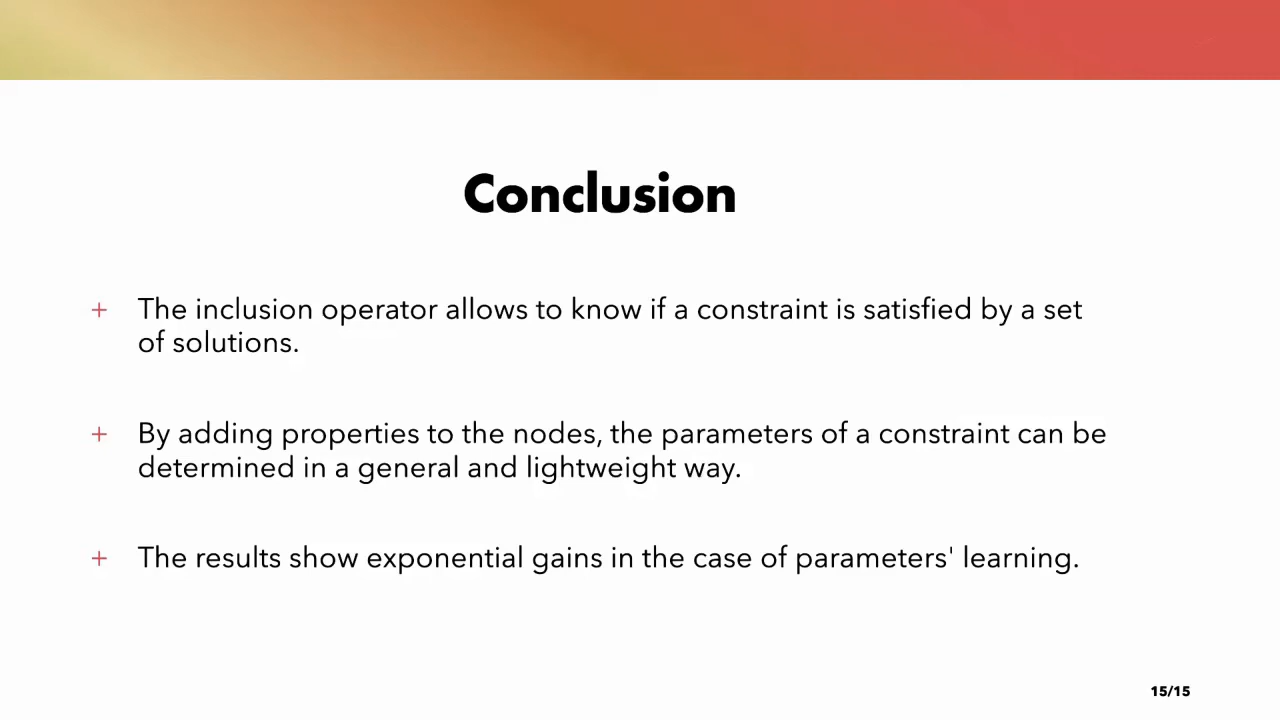 Conclusion
+ The inclusion operator allows to know if a constraint is satisfied by a set
of solutions.
+ By adding properties to the nodes, the parameters of a constraint can be
determined in a general and lightweight way.
+ The results show exponential gains in the case of parameters' learning.
15/15